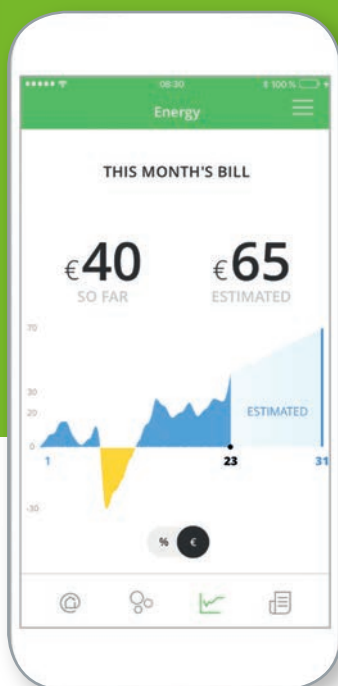 08:30
100 %
Energy
THIS MONTH'S BILL
€40
€65
SO FAR
ESTIMATED
70
30
20
ESTIMATED
0
1
23
31
-30
%
€